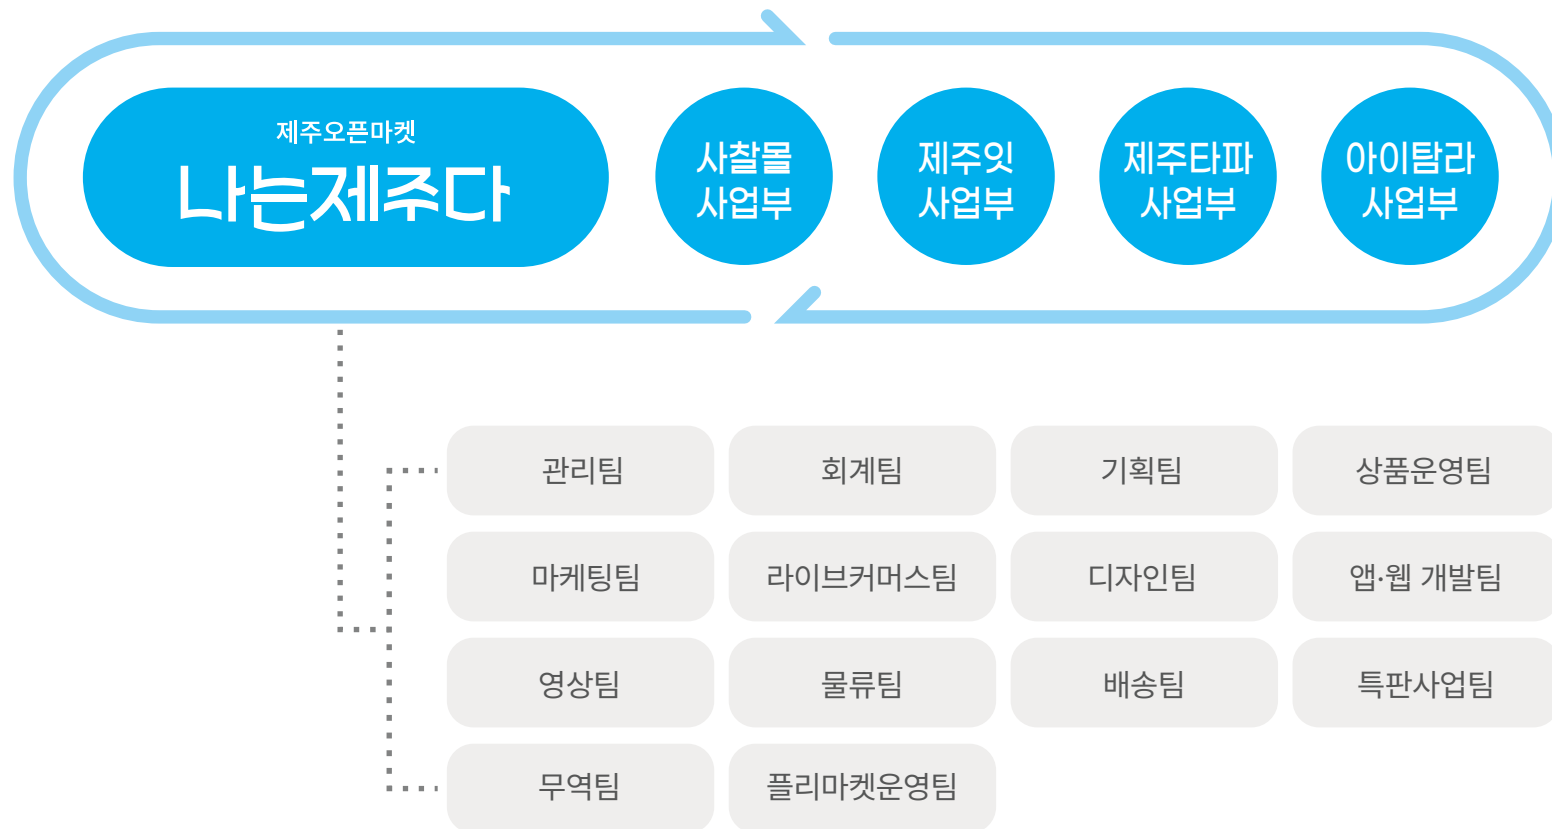 제주오픈마켓
나는제주다
사찰몰
사업부
제주잇
사업부
제주타파
사업부
아이탐라
사업부
관리팀
회계팀
기획팀
상품운영팀
마케팅팀
라이브커머스팀
디자인팀
앱·웹 개발팀
영상팀
물류팀
배송팀
특판사업팀
무역팀
플리마켓운영팀